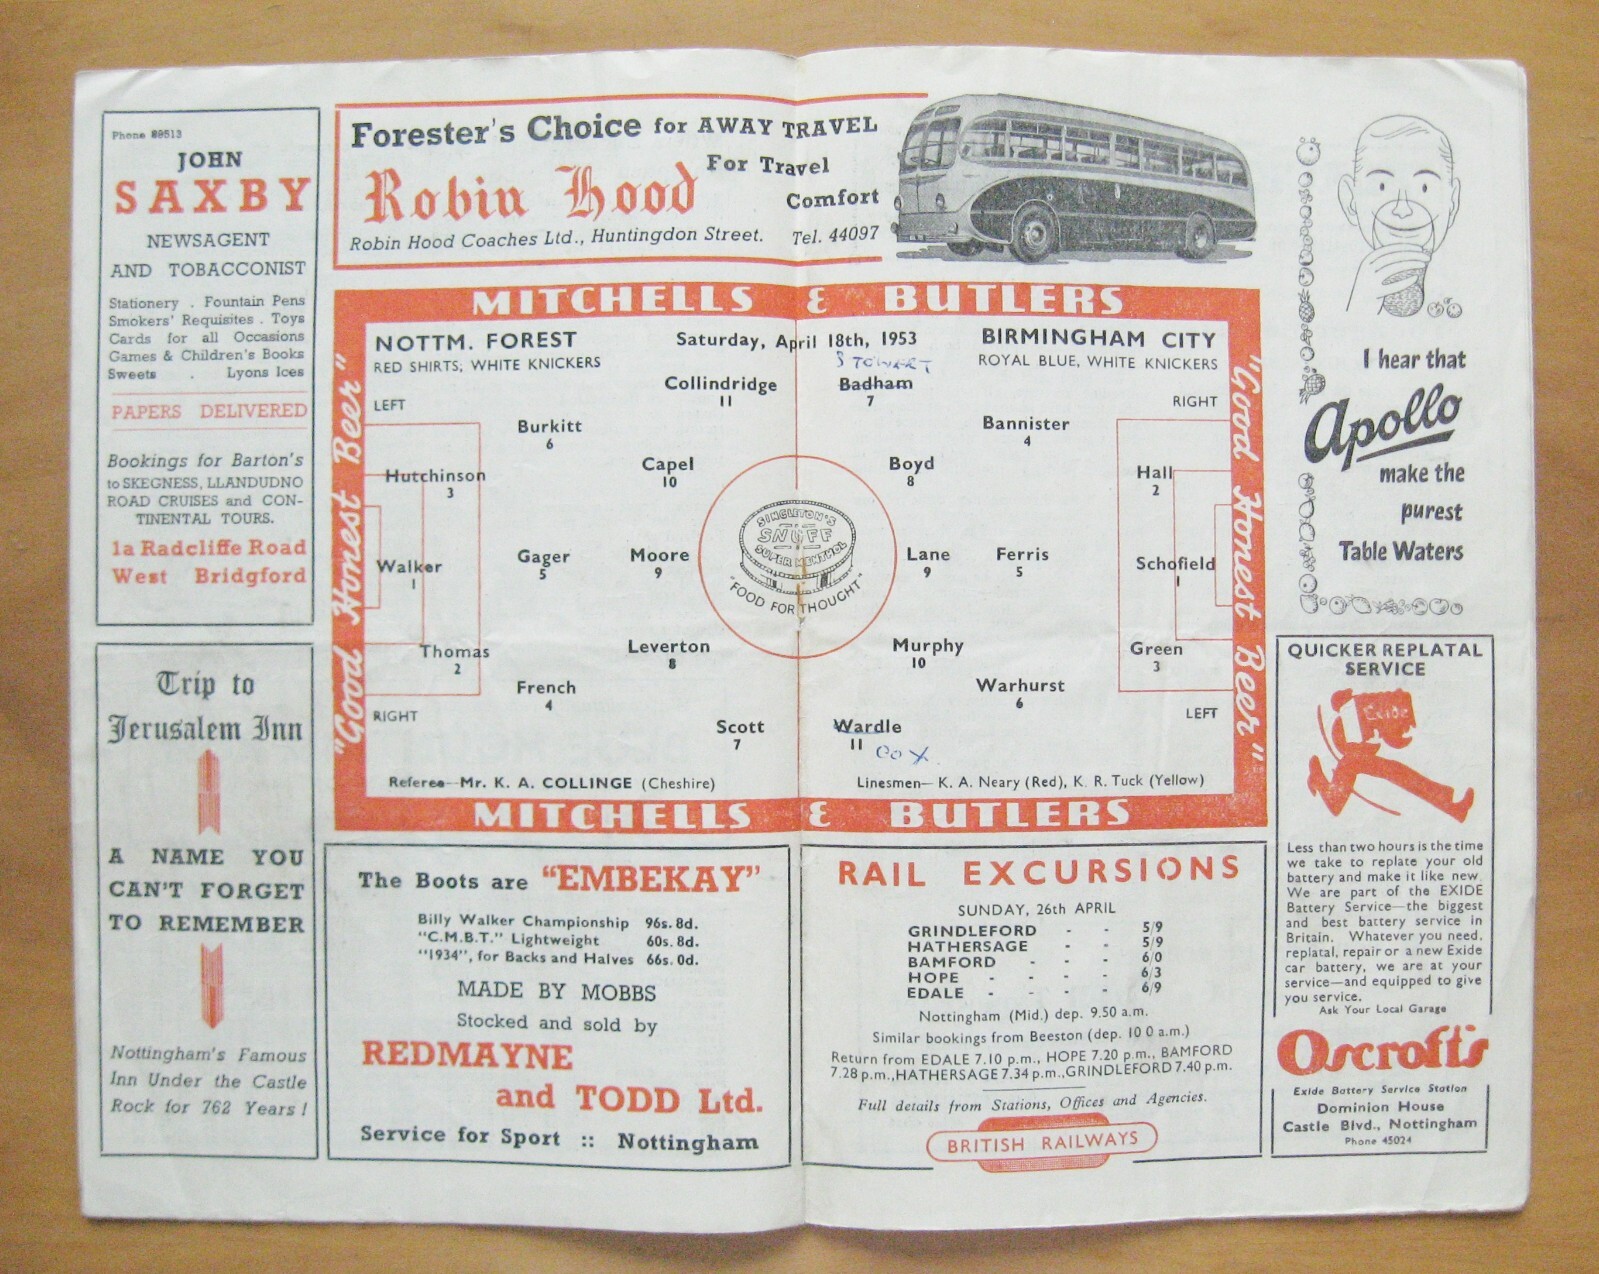 Phone 89513
JOHN
SAXBY
NEWSAGENT
AND TOBACCONIST
Stationery . Fountain Pens
Smokers' Requisites . Toys
Cards for all Occasions
Games & Children's Books
Sweets . Lyons Ices
PAPERS DELIVERED
Bookings for Barton's
to SKEGNESS, LLANDUDNO
ROAD CRUISES and CON-
TINENTAL TOURS.
1a Radcliffe Road
West Bridgford
Trip to
Jerusalem Inn
A NAME YOU
CAN'T FORGET
TO REMEMBER
Nottingham's Famous
Inn Under the Castle
Rock for 762 Years!
Forester's Choice for AWAY TRAVEL
Robin Hood For Travel
Comfort
Robin Hood Coaches Ltd., Huntingdon Street. Tel. 44097
MITCHELLS & BUTLERS
"Good Honest Beer"
NOTTM. FOREST Saturday, April 18th, 1953 BIRMINGHAM CITY
RED SHIRTS, WHITE KNICKERS STOWERT ROYAL BLUE, WHITE KNICKERS
Collindridge Badham
11 7
LEFT RIGHT
Burkitt Bannister
6 4
Capel Boyd
10 8
Hutchinson Hall
3 2
SINGLETON'S
SNUFF
SUPER MENTHOL
"FOOD FOR THOUGHT"
Walker Gager Moore Lane Ferris Schofield
1 5 9 9 5 1
Thomas Leverton Murphy Green
2 8 10 3
French Warhurst
4 6
RIGHT LEFT
Scott Wardle
7 11 COX
Referee—Mr. K. A. COLLINGE (Cheshire) Linesmen— K. A. Neary (Red), K. R. Tuck (Yellow)
"Good Honest Beer"
MITCHELLS & BUTLERS
The Boots are "EMBEKAY"
Billy Walker Championship 96s. 8d.
"C.M.B.T." Lightweight 60s. 8d.
"1934", for Backs and Halves 66s. 0d.
MADE BY MOBBS
Stocked and sold by
REDMAYNE
and TODD Ltd.
Service for Sport :: Nottingham
RAIL EXCURSIONS
SUNDAY, 26th APRIL
GRINDLEFORD - - 5/9
HATHERSAGE - - 5/9
BAMFORD - - - 6/0
HOPE - - - - 6/3
EDALE - - - - 6/9
Nottingham (Mid.) dep. 9.50 a.m.
Similar bookings from Beeston (dep. 10 0 a.m.)
Return from EDALE 7.10 p.m., HOPE 7.20 p.m., BAMFORD
7.28 p.m., HATHERSAGE 7.34 p.m., GRINDLEFORD 7.40 p.m.
Full details from Stations, Offices and Agencies.
BRITISH RAILWAYS
I hear that
Apollo
make the
purest
Table Waters
QUICKER REPLATAL
SERVICE
Exide
Less than two hours is the time
we take to replate your old
battery and make it like new.
We are part of the EXIDE
Battery Service—the biggest
and best battery service in
Britain. Whatever you need,
replatal, repair or a new Exide
car battery, we are at your
service—and equipped to give
you service.
Ask Your Local Garage
Oscrofts
Exide Battery Service Station
Dominion House
Castle Blvd., Nottingham
Phone 45024